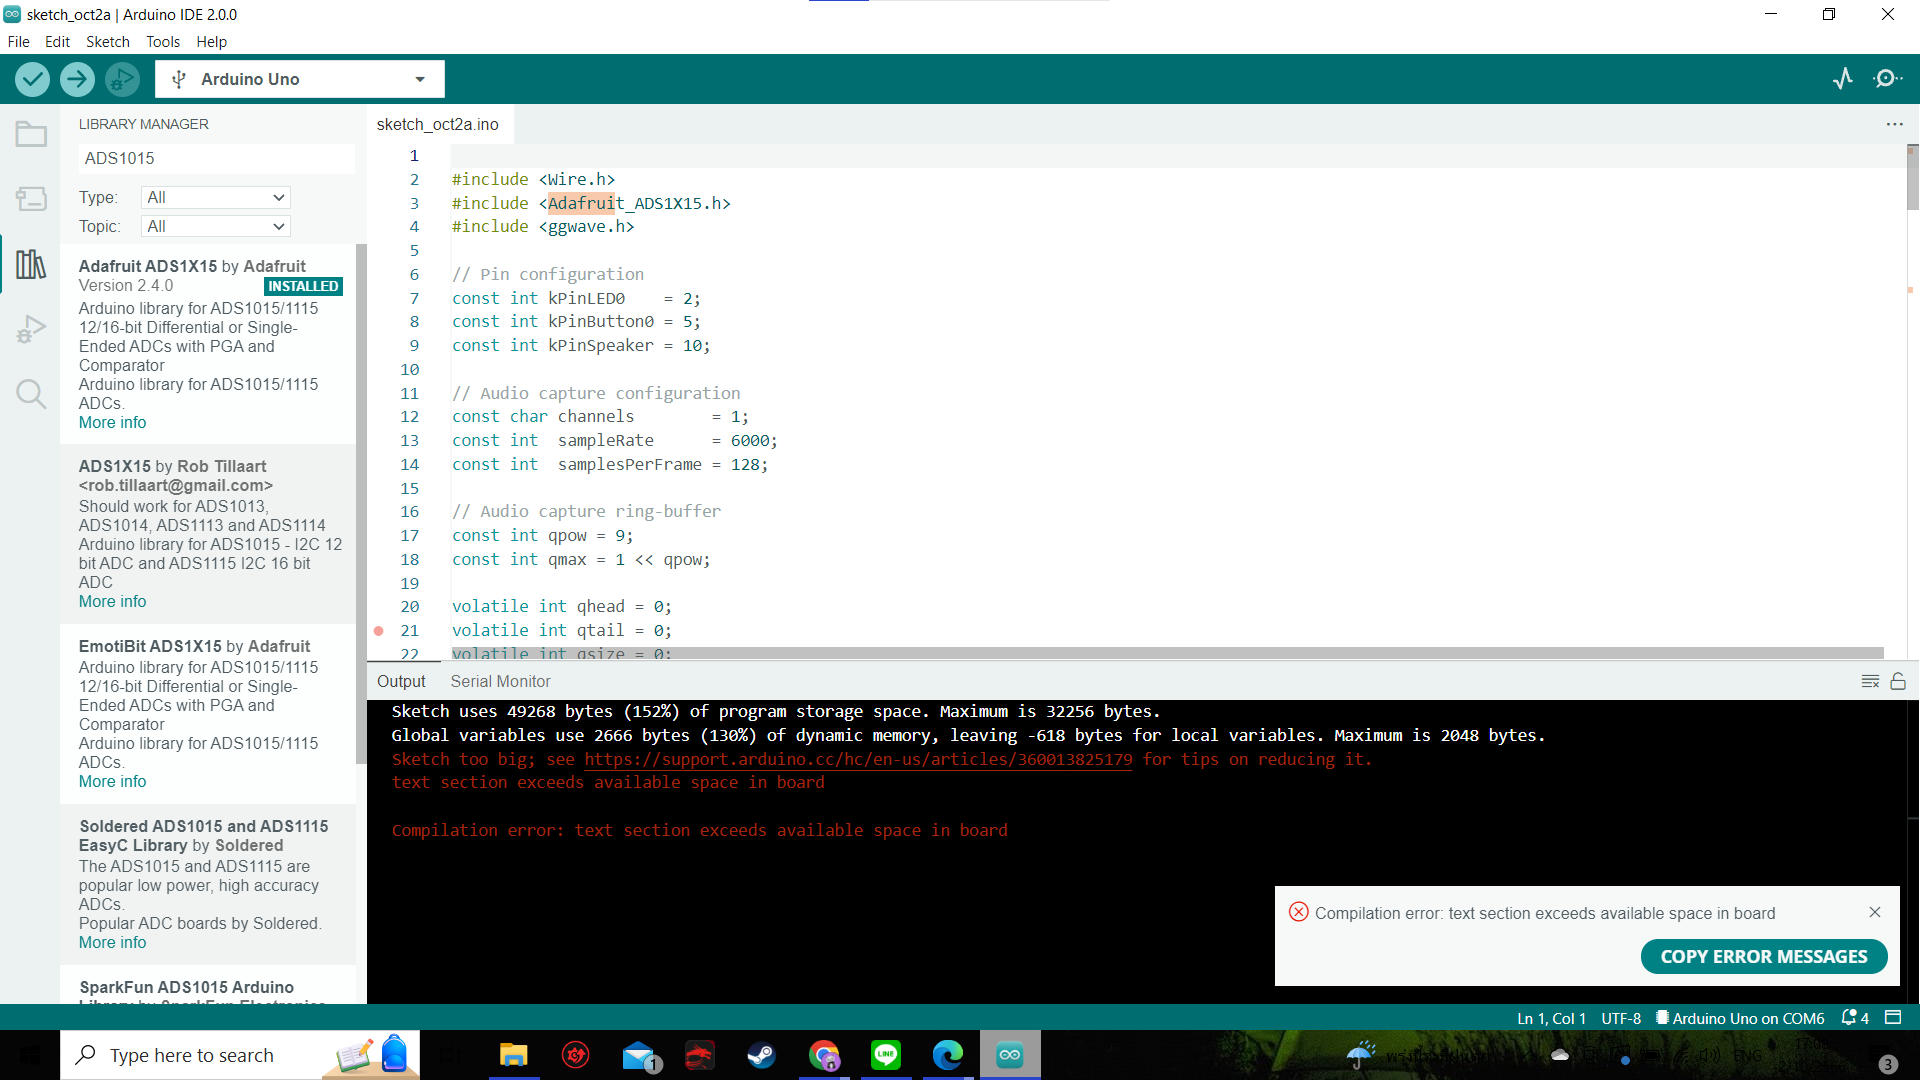 sketch_oct2a | Arduino IDE 2.0.0
File Edit Sketch Tools Help
Arduino Uno
LIBRARY MANAGER
ADS1015
Type: All
Topic: All
Adafruit ADS1X15 by Adafruit
Version 2.4.0 INSTALLED
Arduino library for ADS1015/1115
12/16-bit Differential or Single-
Ended ADCs with PGA and
Comparator
Arduino library for ADS1015/1115
ADCs.
More info
ADS1X15 by Rob Tillaart
<rob.tillaart@gmail.com>
Should work for ADS1013,
ADS1014, ADS1113 and ADS1114
Arduino library for ADS1015 - I2C 12
bit ADC and ADS1115 I2C 16 bit
ADC
More info
EmotiBit ADS1X15 by Adafruit
Arduino library for ADS1015/1115
12/16-bit Differential or Single-
Ended ADCs with PGA and
Comparator
Arduino library for ADS1015/1115
ADCs.
More info
Soldered ADS1015 and ADS1115
EasyC Library by Soldered
The ADS1015 and ADS1115 are
popular low power, high accuracy
ADCs.
Popular ADC boards by Soldered.
More info
SparkFun ADS1015 Arduino
Library by SparkFun Electronics
sketch_oct2a.ino
1
2 #include <Wire.h>
3 #include <Adafruit_ADS1X15.h>
4 #include <ggwave.h>
5
6 // Pin configuration
7 const int kPinLED0    = 2;
8 const int kPinButton0 = 5;
9 const int kPinSpeaker = 10;
10
11 // Audio capture configuration
12 const char channels        = 1;
13 const int  sampleRate      = 6000;
14 const int  samplesPerFrame = 128;
15
16 // Audio capture ring-buffer
17 const int qpow = 9;
18 const int qmax = 1 << qpow;
19
20 volatile int qhead = 0;
21 volatile int qtail = 0;
22 volatile int qsize = 0;
Output Serial Monitor
Sketch uses 49268 bytes (152%) of program storage space. Maximum is 32256 bytes.
Global variables use 2666 bytes (130%) of dynamic memory, leaving -618 bytes for local variables. Maximum is 2048 bytes.
Sketch too big; see https://support.arduino.cc/hc/en-us/articles/360013825179 for tips on reducing it.
text section exceeds available space in board
Compilation error: text section exceeds available space in board
Compilation error: text section exceeds available space in board
COPY ERROR MESSAGES
Ln 1, Col 1 UTF-8 Arduino Uno on COM6 4
Type here to search
1
LINE
ENG
3